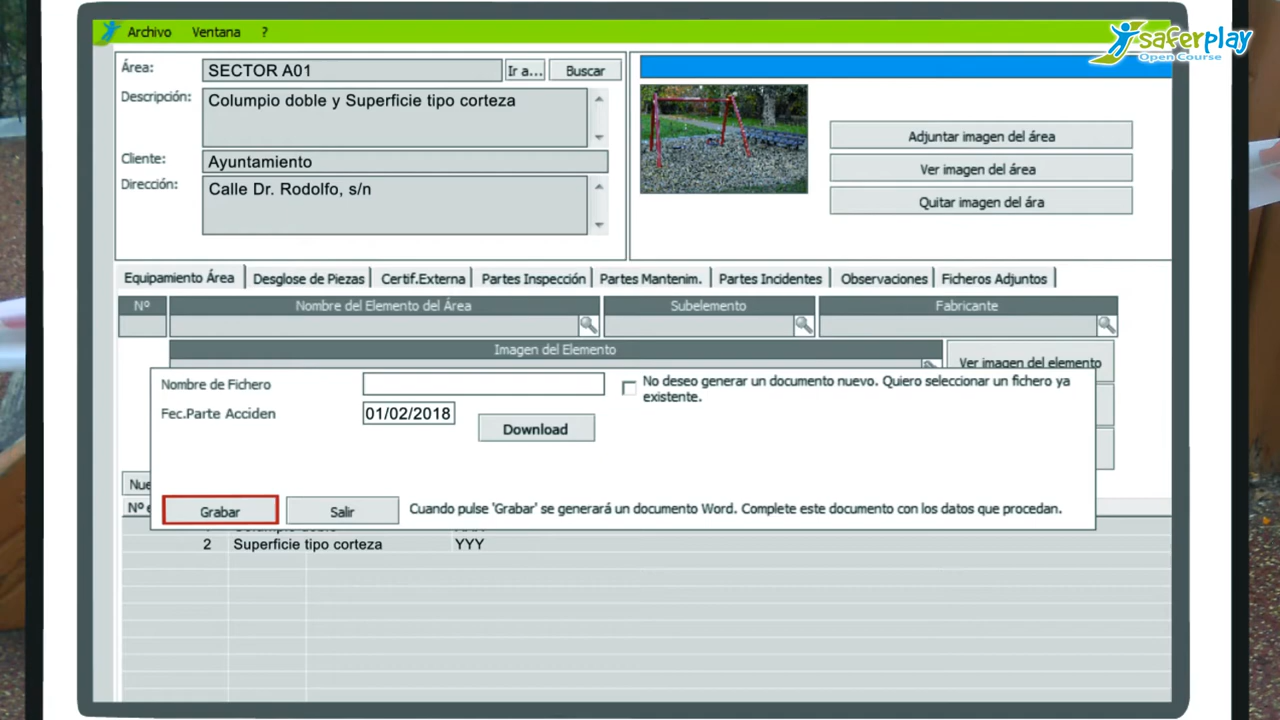 Archivo Ventana ?
saferplay
Open Course
Área: SECTOR A01 Ir a... Buscar
Descripción: Columpio doble y Superficie tipo corteza
Cliente: Ayuntamiento
Dirección: Calle Dr. Rodolfo, s/n
Adjuntar imagen del área
Ver imagen del área
Quitar imagen del ára
Equipamiento Área Desglose de Piezas Certif.Externa Partes Inspección Partes Mantenim. Partes Incidentes Observaciones Ficheros Adjuntos
Nº Nombre del Elemento del Área Subelemento Fabricante
Imagen del Elemento
Ver imagen del elemento
Nombre de Fichero
No deseo generar un documento nuevo. Quiero seleccionar un fichero ya
existente.
Fec.Parte Acciden 01/02/2018
Download
Grabar Salir Cuando pulse 'Grabar' se generará un documento Word. Complete este documento con los datos que procedan.
2 Superficie tipo corteza YYY